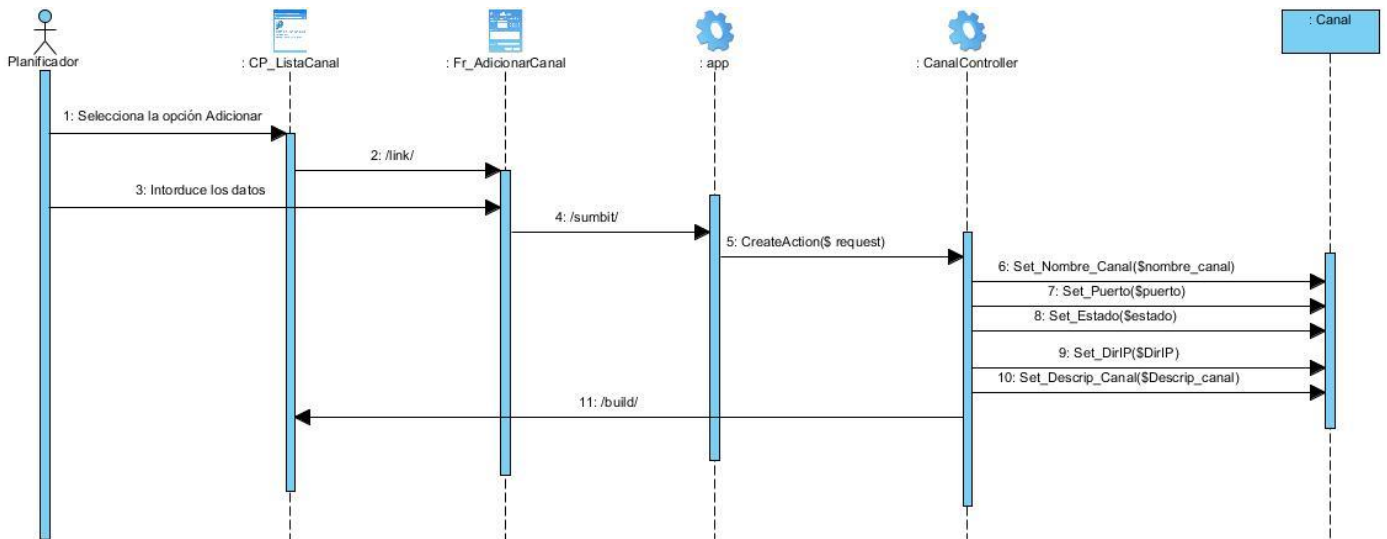 : Canal
Planificador
: CP_ListaCanal
: Fr_AdicionarCanal
: app
: CanalController
1: Selecciona la opción Adicionar
2: /link/
3: Intorduce los datos
4: /sumbit/
5: CreateAction($ request)
6: Set_Nombre_Canal($nombre_canal)
7: Set_Puerto($puerto)
8: Set_Estado($estado)
9: Set_DirIP($DirIP)
10: Set_Descrip_Canal($Descrip_canal)
11: /build/